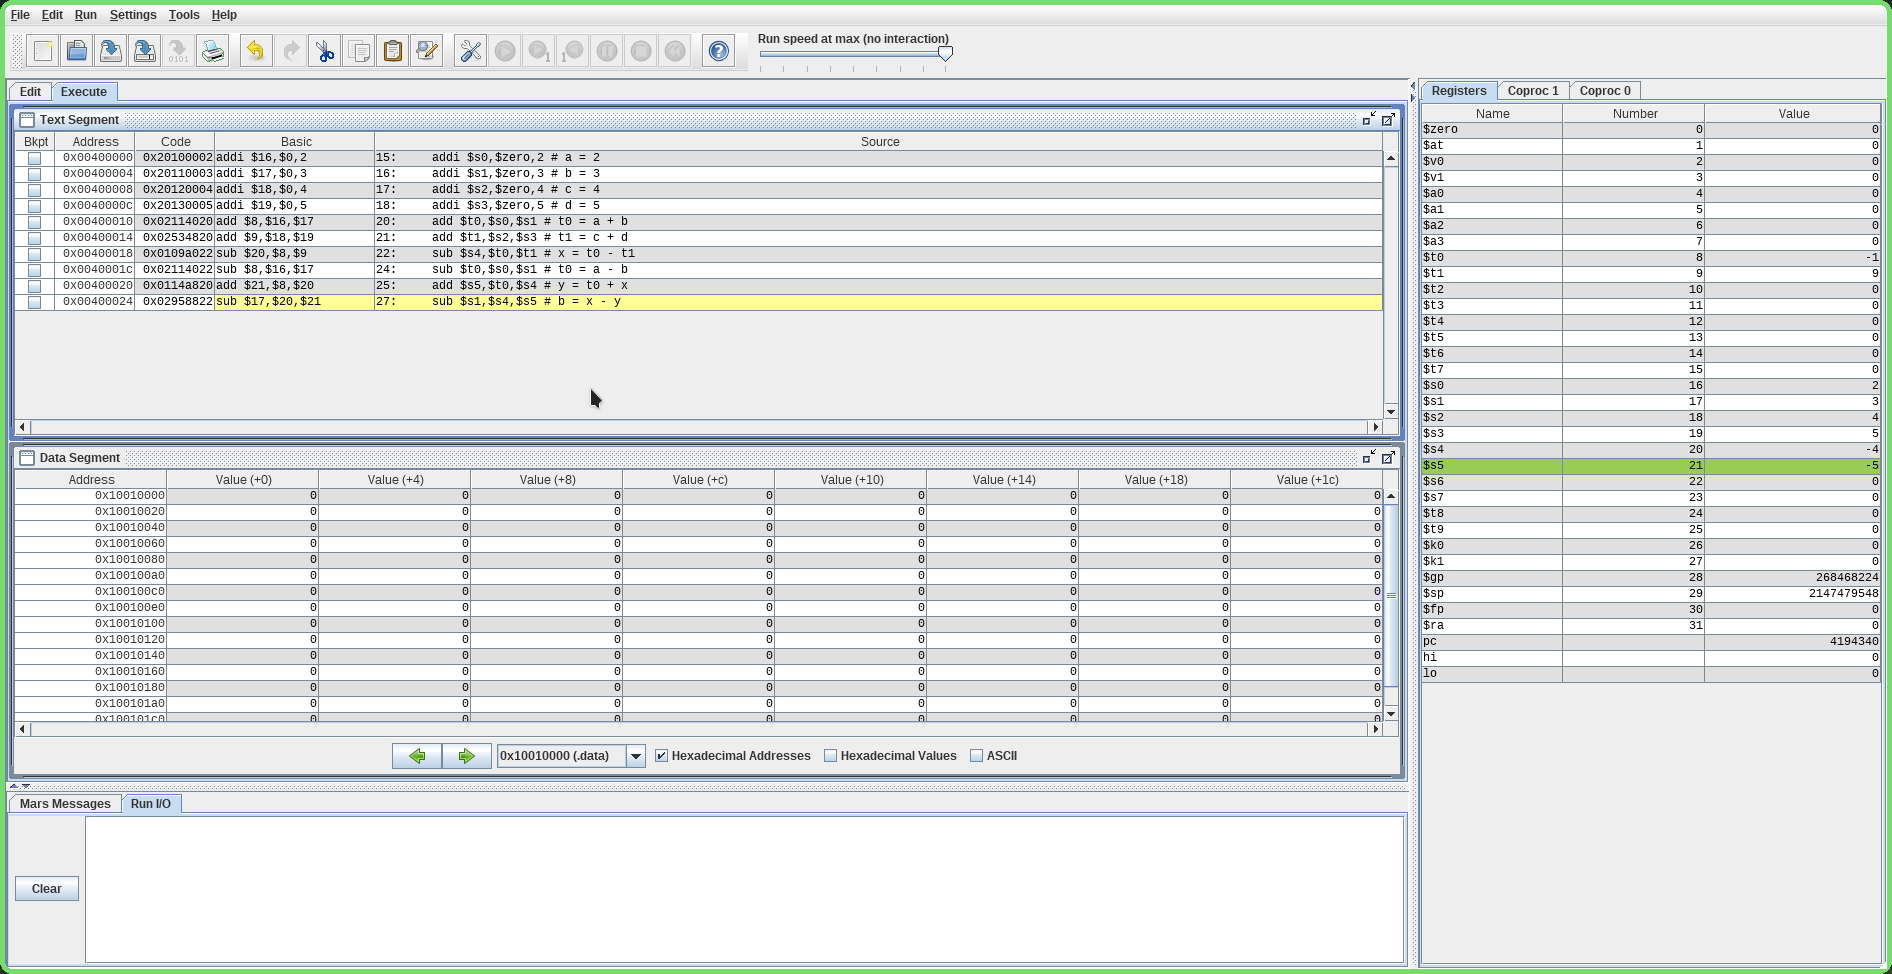 File Edit Run Settings Tools Help
Run speed at max (no interaction)
Edit Execute
Text Segment
Bkpt Address Code Basic Source
0x00400000 0x20100002 addi $16,$0,2 15: addi $s0,$zero,2 # a = 2
0x00400004 0x20110003 addi $17,$0,3 16: addi $s1,$zero,3 # b = 3
0x00400008 0x20120004 addi $18,$0,4 17: addi $s2,$zero,4 # c = 4
0x0040000c 0x20130005 addi $19,$0,5 18: addi $s3,$zero,5 # d = 5
0x00400010 0x02114020 add $8,$16,$17 20: add $t0,$s0,$s1 # t0 = a + b
0x00400014 0x02534820 add $9,$18,$19 21: add $t1,$s2,$s3 # t1 = c + d
0x00400018 0x0109a022 sub $20,$8,$9 22: sub $s4,$t0,$t1 # x = t0 - t1
0x0040001c 0x02114022 sub $8,$16,$17 24: sub $t0,$s0,$s1 # t0 = a - b
0x00400020 0x0114a820 add $21,$8,$20 25: add $s5,$t0,$s4 # y = t0 + x
0x00400024 0x02958822 sub $17,$20,$21 27: sub $s1,$s4,$s5 # b = x - y
Data Segment
Address Value (+0) Value (+4) Value (+8) Value (+c) Value (+10) Value (+14) Value (+18) Value (+1c)
0x10010000 0 0 0 0 0 0 0 0
0x10010020 0 0 0 0 0 0 0 0
0x10010040 0 0 0 0 0 0 0 0
0x10010060 0 0 0 0 0 0 0 0
0x10010080 0 0 0 0 0 0 0 0
0x100100a0 0 0 0 0 0 0 0 0
0x100100c0 0 0 0 0 0 0 0 0
0x100100e0 0 0 0 0 0 0 0 0
0x10010100 0 0 0 0 0 0 0 0
0x10010120 0 0 0 0 0 0 0 0
0x10010140 0 0 0 0 0 0 0 0
0x10010160 0 0 0 0 0 0 0 0
0x10010180 0 0 0 0 0 0 0 0
0x100101a0 0 0 0 0 0 0 0 0
0x100101c0 0 0 0 0 0 0 0 0
0x10010000 (.data) Hexadecimal Addresses Hexadecimal Values ASCII
Mars Messages Run I/O
Clear
Registers Coproc 1 Coproc 0
Name Number Value
$zero 0 0
$at 1 0
$v0 2 0
$v1 3 0
$a0 4 0
$a1 5 0
$a2 6 0
$a3 7 0
$t0 8 -1
$t1 9 9
$t2 10 0
$t3 11 0
$t4 12 0
$t5 13 0
$t6 14 0
$t7 15 0
$s0 16 2
$s1 17 3
$s2 18 4
$s3 19 5
$s4 20 -4
$s5 21 -5
$s6 22 0
$s7 23 0
$t8 24 0
$t9 25 0
$k0 26 0
$k1 27 0
$gp 28 268468224
$sp 29 2147479548
$fp 30 0
$ra 31 0
pc 4194340
hi 0
lo 0